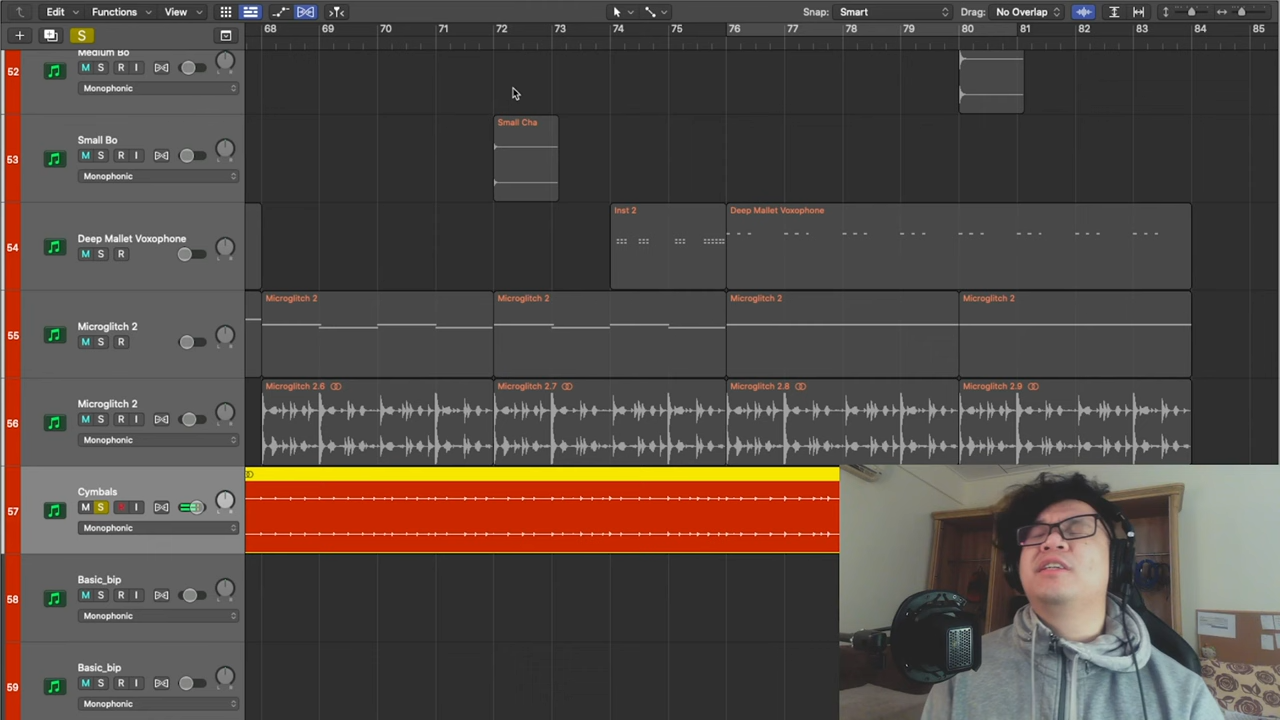 Edit Functions View Snap: Smart Drag: No Overlap
S 68 69 70 71 72 73 74 75 76 77 78 79 80 81 82 83 84 85
52 Medium Bo
M S R I
Monophonic
53 Small Bo Small Cha
M S R I
Monophonic
54 Deep Mallet Voxophone Inst 2 Deep Mallet Voxophone
M S R
55 Microglitch 2 Microglitch 2 Microglitch 2 Microglitch 2 Microglitch 2
M S R
56 Microglitch 2 Microglitch 2.6 Microglitch 2.7 Microglitch 2.8 Microglitch 2.9
M S R I
Monophonic
57 Cymbals
M S R I
Monophonic
58 Basic_bip
M S R I
Monophonic
59 Basic_bip
M S R I
Monophonic